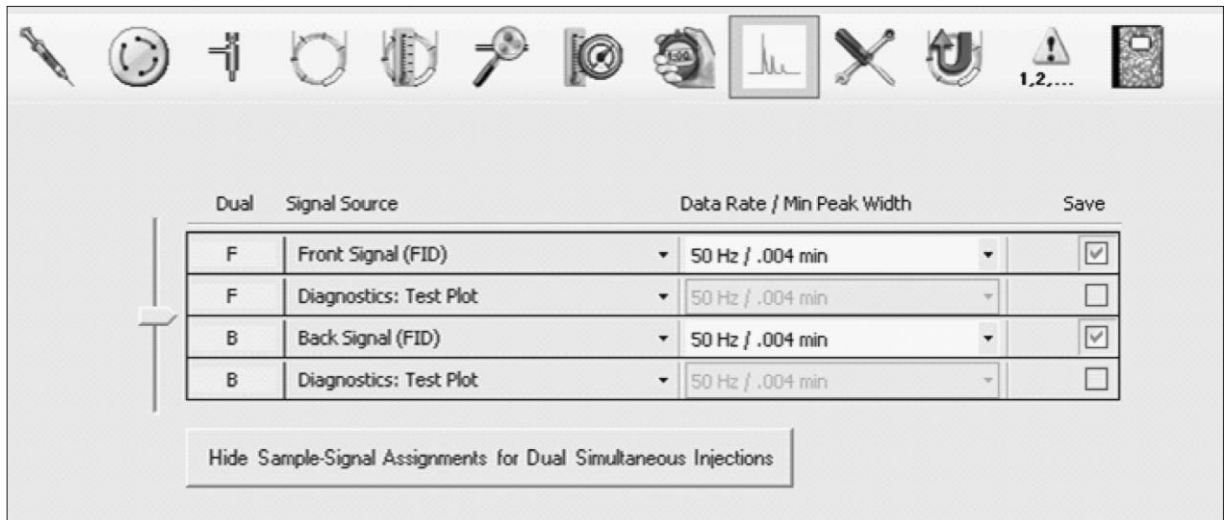 1,2,...
Dual Signal Source Data Rate / Min Peak Width Save
F Front Signal (FID) 50 Hz / .004 min
F Diagnostics: Test Plot 50 Hz / .004 min
B Back Signal (FID) 50 Hz / .004 min
B Diagnostics: Test Plot 50 Hz / .004 min
Hide Sample-Signal Assignments for Dual Simultaneous Injections